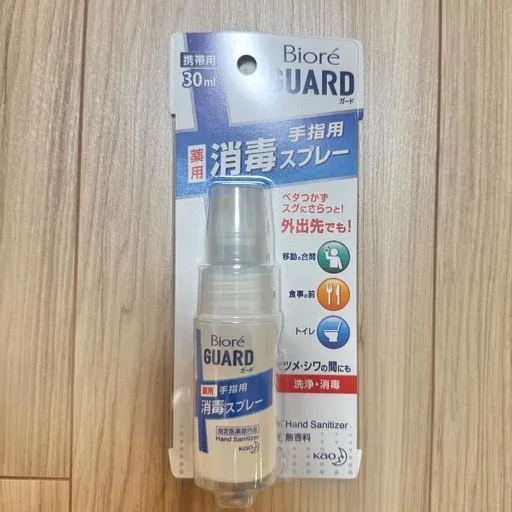 携帯用
30ml
Bioré
GUARD
ガード
薬用
手指用
消毒スプレー
ベタつかず
スグにさらっと!
外出先でも!
移動の合間
食事の前
トイレ
ツメ・シワの間にも
洗浄・消毒
Hand Sanitizer
無香料
Kao
Bioré
GUARD
ガード
薬用
手指用
消毒スプレー
指定医薬部外品
Hand Sanitizer
Kao